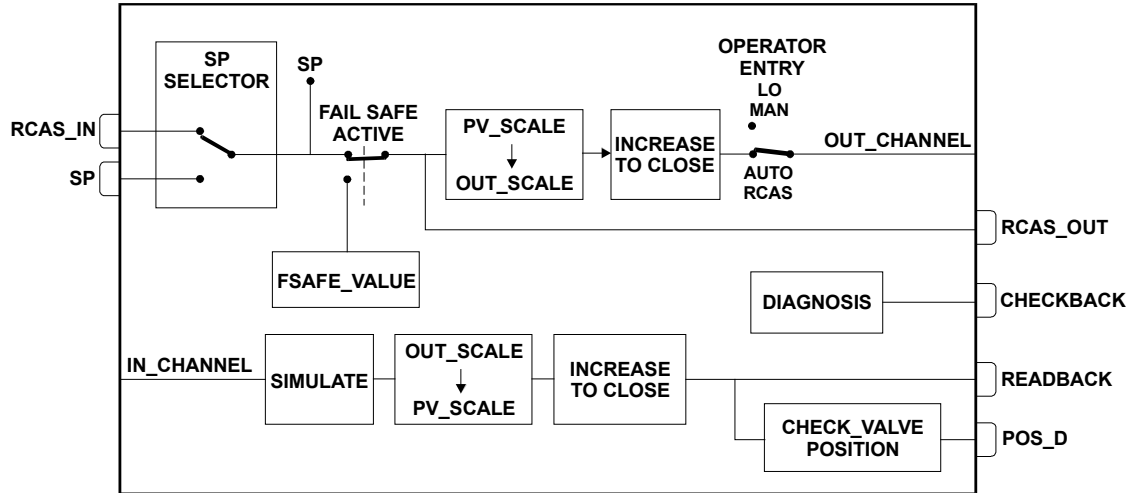 SP
SELECTOR
RCAS_IN
SP
SP
FAIL SAFE
ACTIVE
FSAFE_VALUE
PV_SCALE
OUT_SCALE
INCREASE
TO CLOSE
OPERATOR
ENTRY
LO
MAN
AUTO
RCAS
OUT_CHANNEL
RCAS_OUT
DIAGNOSIS
CHECKBACK
IN_CHANNEL
SIMULATE
OUT_SCALE
PV_SCALE
INCREASE
TO CLOSE
READBACK
CHECK_VALVE
POSITION
POS_D